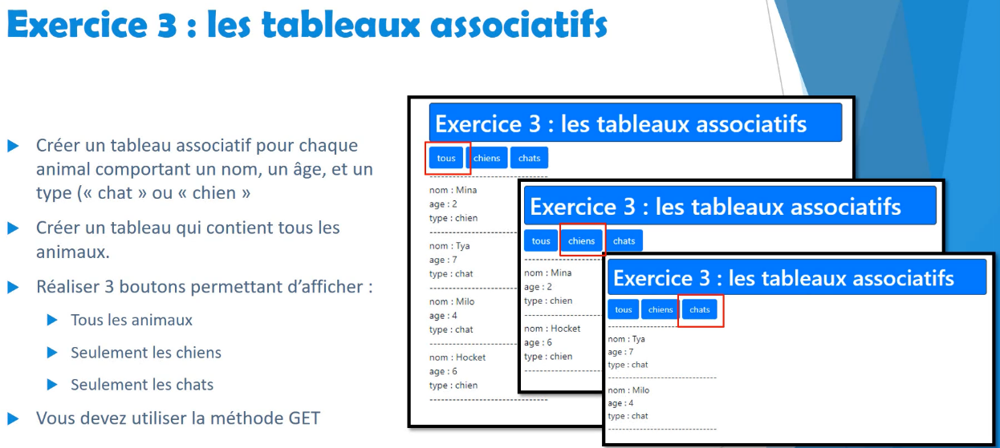 Exercice 3 : les tableaux associatifs
Créer un tableau associatif pour chaque
animal comportant un nom, un âge, et un
type (« chat » ou « chien »
Créer un tableau qui contient tous les
animaux.
Réaliser 3 boutons permettant d’afficher :
Tous les animaux
Seulement les chiens
Seulement les chats
Vous devez utiliser la méthode GET
Exercice 3 : les tableaux associatifs
tous chiens chats
------------------------------------
nom : Mina
age : 2
type : chien
------------------------------------
nom : Tya
age : 7
type : chat
------------------------------------
nom : Milo
age : 4
type : chat
------------------------------------
nom : Hocket
age : 6
type : chien
------------------------------------
Exercice 3 : les tableaux associatifs
tous chiens chats
------------------------------------
nom : Mina
age : 2
type : chien
------------------------------------
nom : Hocket
age : 6
type : chien
------------------------------------
Exercice 3 : les tableaux associatifs
tous chiens chats
------------------------------------
nom : Tya
age : 7
type : chat
------------------------------------
nom : Milo
age : 4
type : chat
------------------------------------